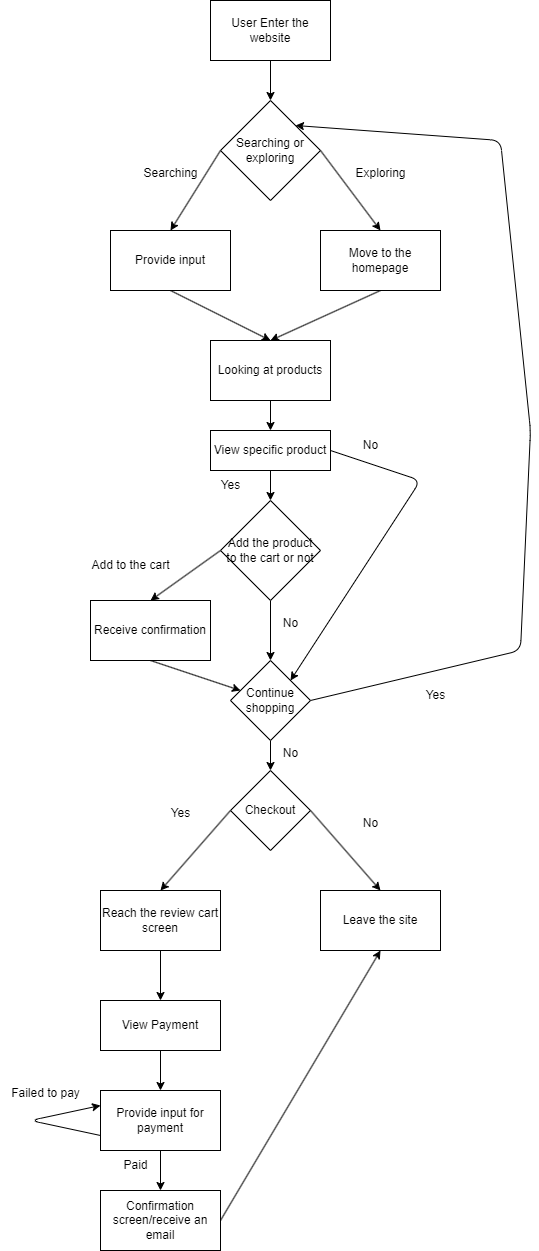 User Enter the
website
Searching or
exploring
Searching
Exploring
Provide input
Move to the
homepage
Looking at products
View specific product
No
Yes
Add the product
to the cart or not
Add to the cart
Receive confirmation
No
Continue
shopping
Yes
No
Checkout
Yes
No
Reach the review cart
screen
Leave the site
View Payment
Failed to pay
Provide input for
payment
Paid
Confirmation
screen/receive an
email